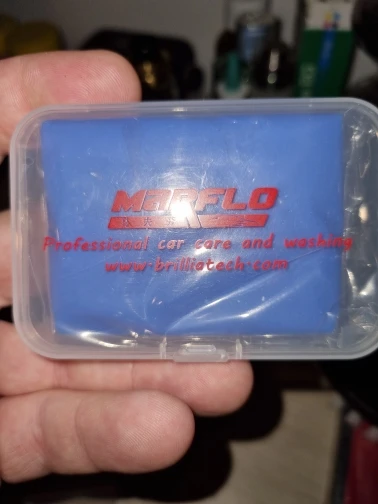 MARFLO
Professional car care and washing
www.brilliatech.com